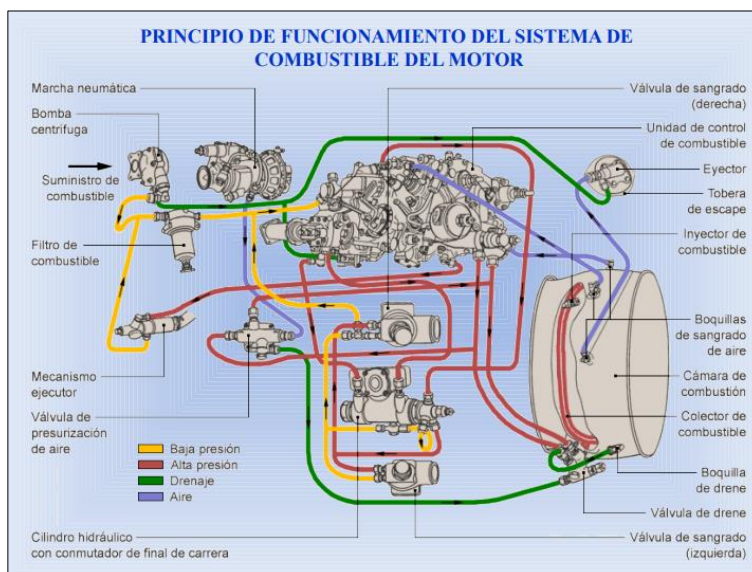 PRINCIPIO DE FUNCIONAMIENTO DEL SISTEMA DE
COMBUSTIBLE DEL MOTOR
Marcha neumática
Bomba
centrífuga
Suministro de
combustible
Filtro de
combustible
Mecanismo
ejecutor
Válvula de
presurización
de aire
Baja presión
Alta presión
Drenaje
Aire
Cilindro hidráulico
con conmutador de final de carrera
Válvula de sangrado
(derecha)
Unidad de control
de combustible
Eyector
Tobera
de escape
Inyector de
combustible
Boquillas
de sangrado
de aire
Cámara de
combustión
Colector de
combustible
Boquilla
de drene
Válvula de drene
Válvula de sangrado
(izquierda)